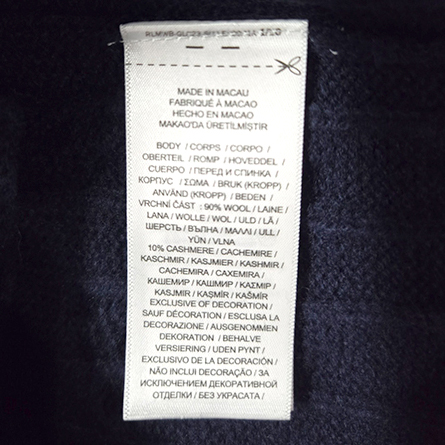 MADE IN MACAU
FABRIQUÉ À MACAO
HECHO EN MACAO
MAKAO'DA ÜRETİLMİŞTİR
BODY / CORPS / CORPO /
OBERTEIL / ROMP / HOVEDDEL /
CUERPO / ПЕРЕД И СПИНКА /
КОРПУС / ΣΩΜΑ / BRUK (KROPP) /
ANVÄND (KROPP) / BEDEN /
VRCHNÍ ČÁST : 90% WOOL / LAINE /
LANA / WOLLE / WOL / ULD / LÃ /
ШЕРСТЬ / ВЪЛНА / ΜΑΛΛΙ / ULL /
YÜN / VLNA
10% CASHMERE / CACHEMIRE /
KASCHMIR / KASJMIER / KASHMIR /
CACHEMIRA / CAXEMIRA /
КАШЕМИР / КАШМИР / ΚΑΣΜΙΡ /
KASJMIR / KAŞMİR / KAŠMÍR
EXCLUSIVE OF DECORATION /
SAUF DÉCORATION / ESCLUSA LA
DECORAZIONE / AUSGENOMMEN
DEKORATION / BEHALVE
VERSIERING / UDEN PYNT /
EXCLUSIVO DE LA DECORACIÓN /
NÃO INCLUI DECORAÇÃO / ЗА
ИСКЛЮЧЕНИЕМ ДЕКОРАТИВНОЙ
ОТДЕЛКИ / БЕЗ УКРАСАТА /